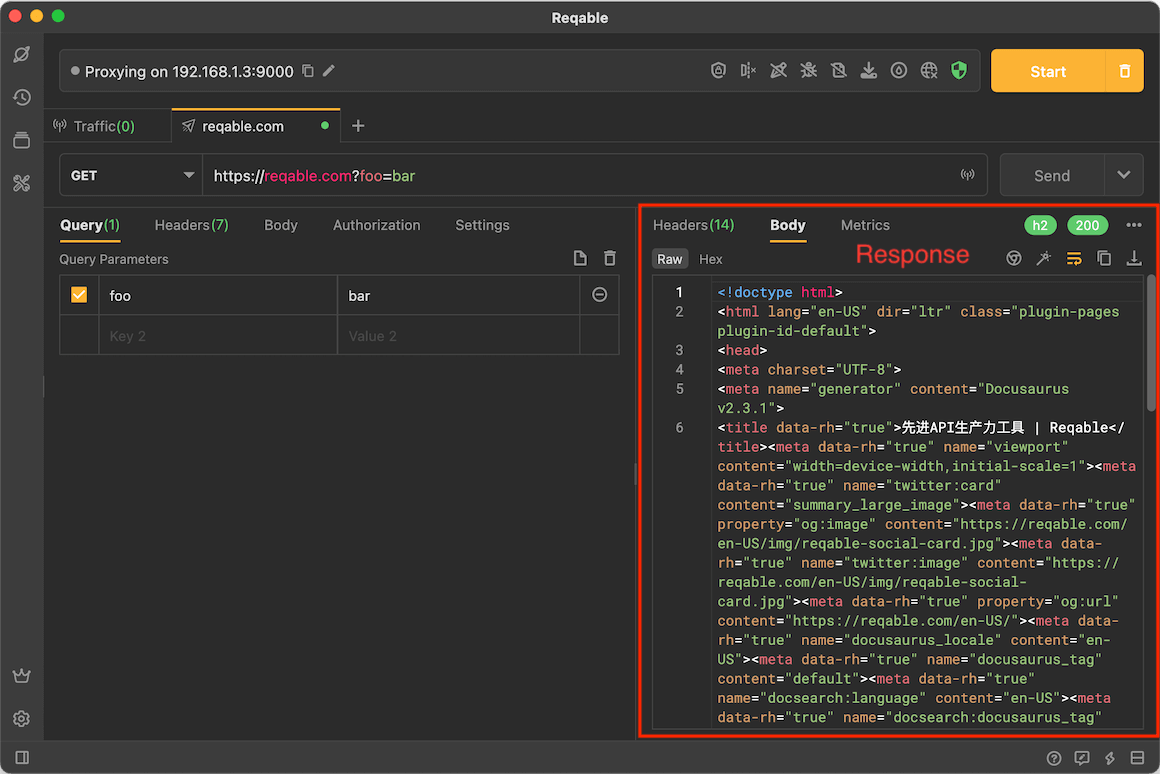 Reqable
Proxying on 192.168.1.3:9000
Start
Traffic(0)
reqable.com
GET
https://reqable.com?foo=bar
Send
Query(1) Headers(7) Body Authorization Settings
Query Parameters
foo bar
Key 2 Value 2
Headers(14) Body Metrics h2 200
Response
Raw Hex
1 <!doctype html>
2 <html lang="en-US" dir="ltr" class="plugin-pages
plugin-id-default">
3 <head>
4 <meta charset="UTF-8">
5 <meta name="generator" content="Docusaurus
v2.3.1">
6 <title data-rh="true">先进API生产力工具 | Reqable</
title><meta data-rh="true" name="viewport"
content="width=device-width,initial-scale=1"><meta
data-rh="true" name="twitter:card"
content="summary_large_image"><meta data-rh="true"
property="og:image" content="https://reqable.com/
en-US/img/reqable-social-card.jpg"><meta data-
rh="true" name="twitter:image" content="https://
reqable.com/en-US/img/reqable-social-
card.jpg"><meta data-rh="true" property="og:url"
content="https://reqable.com/en-US/"><meta data-
rh="true" name="docusaurus_locale" content="en-
US"><meta data-rh="true" name="docusaurus_tag"
content="default"><meta data-rh="true"
name="docsearch:language" content="en-US"><meta
data-rh="true" name="docsearch:docusaurus_tag"